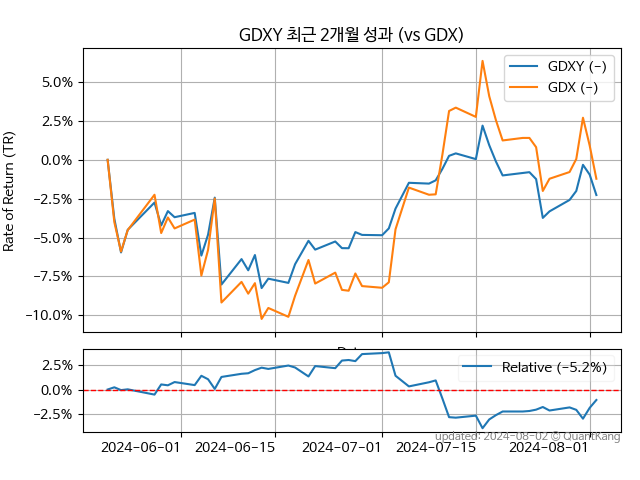 GDXY 최근 2개월 성과 (vs GDX)
Rate of Return (TR)
5.0%
2.5%
0.0%
−2.5%
−5.0%
−7.5%
−10.0%
GDXY (-)
GDX (-)
2.5%
0.0%
−2.5%
Relative (-5.2%)
2024-06-01
2024-06-15
2024-07-01
2024-07-15
2024-08-01
updated: 2024-08-02 © QuantKang